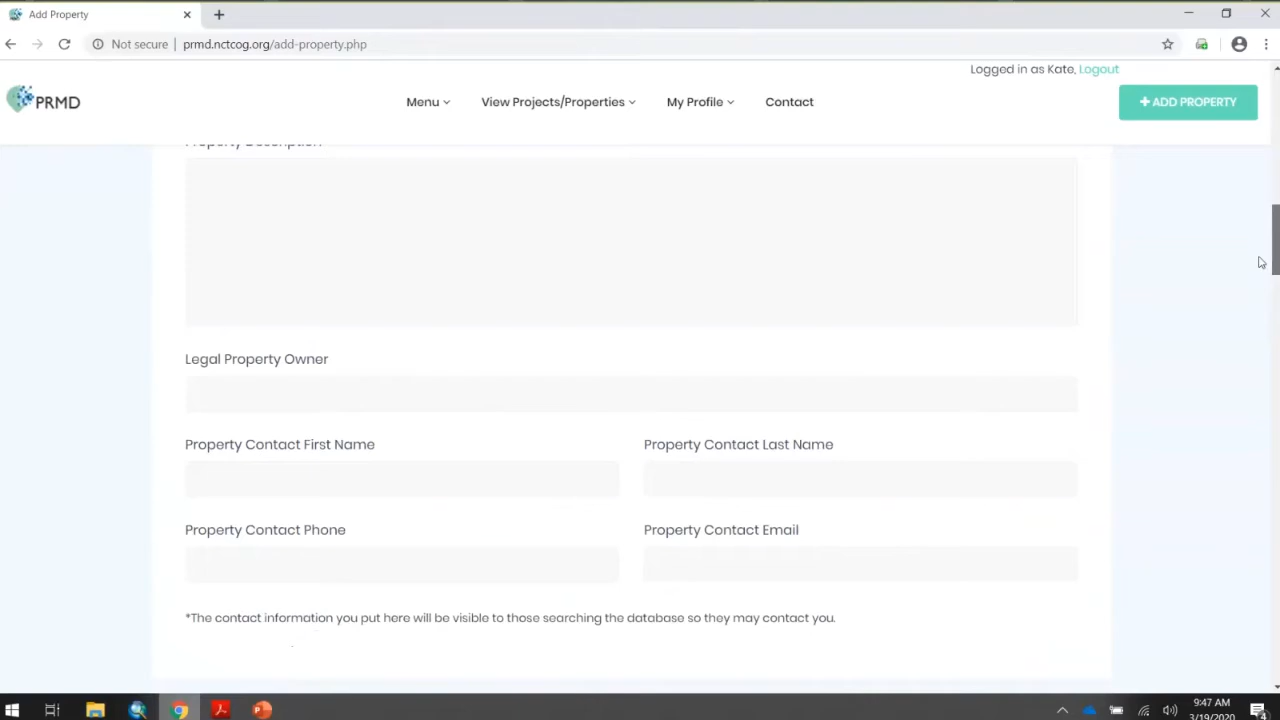 Add Property
Not secure | prmd.nctcog.org/add-property.php
Logged in as Kate, Logout
PRMD
Menu View Projects/Properties My Profile Contact
+ ADD PROPERTY
Property Description
Legal Property Owner
Property Contact First Name
Property Contact Last Name
Property Contact Phone
Property Contact Email
*The contact information you put here will be visible to those searching the database so they may contact you.
9:47 AM
3/19/2020